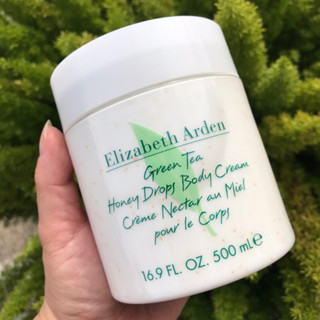 Elizabeth Arden
Green Tea
Honey Drops Body Cream
Crème Nectar au Miel
pour le Corps
16.9 FL. OZ. 500 mL e